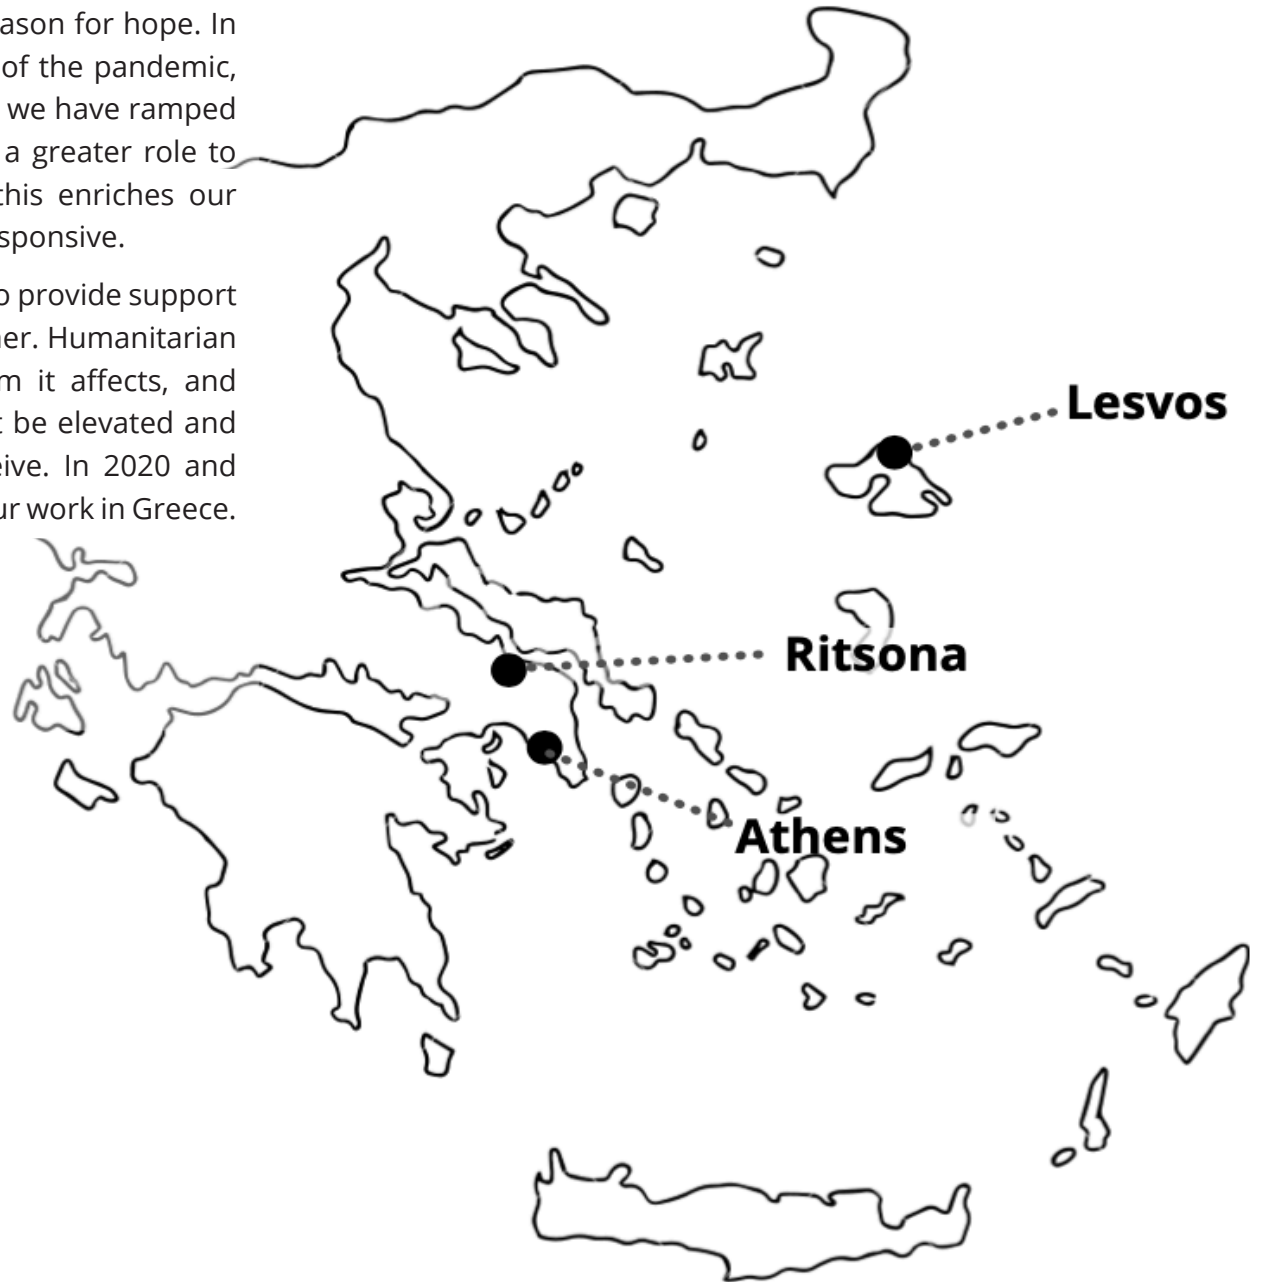 ason for hope. In
of the pandemic,
we have ramped
a greater role to
this enriches our
sponsive.
o provide support
er. Humanitarian
m it affects, and
be elevated and
eive. In 2020 and
ur work in Greece.
Lesvos
Ritsona
Athens